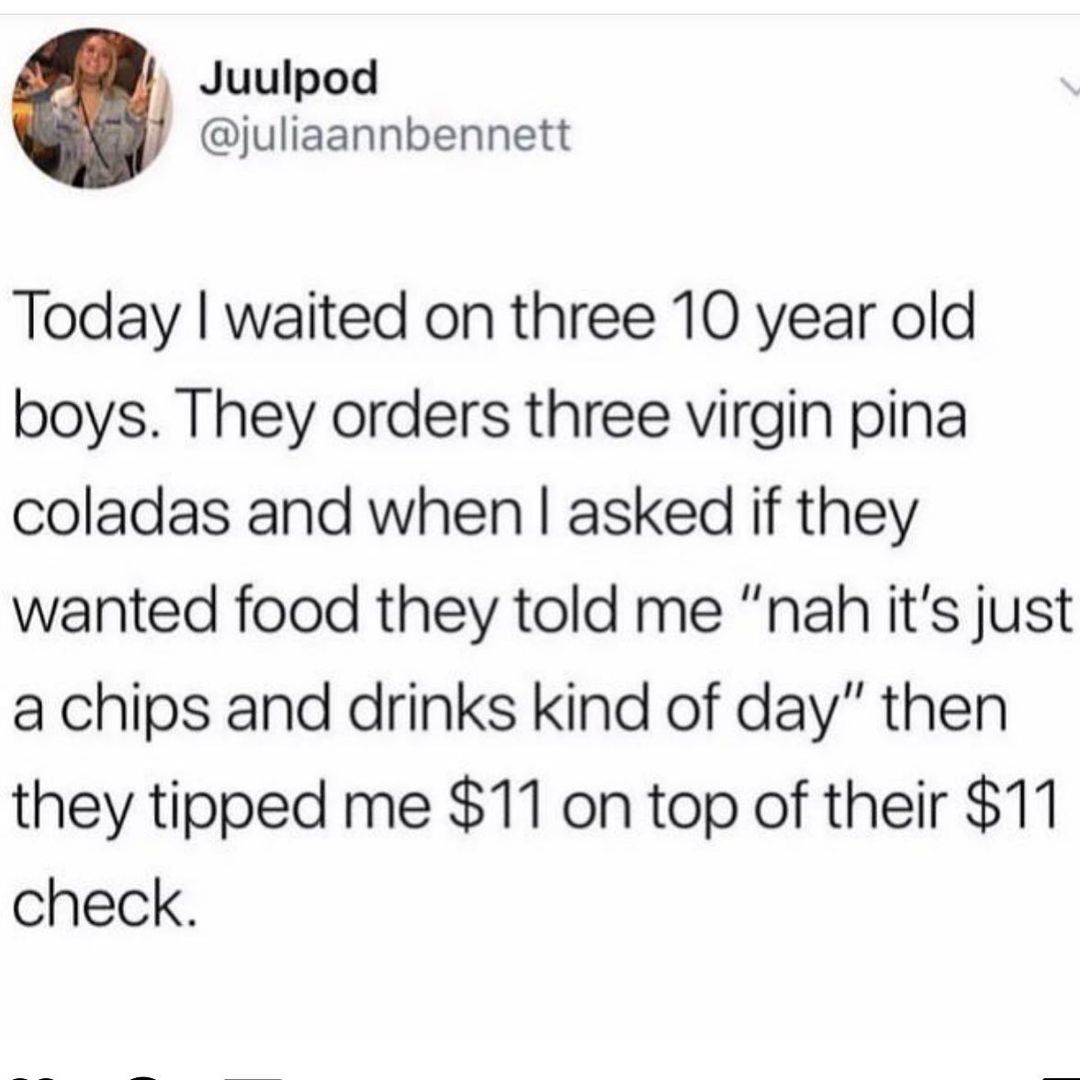 Juulpod
@juliaannbennett
Today I waited on three 10 year old
boys. They orders three virgin pina
coladas and when I asked if they
wanted food they told me “nah it’s just
a chips and drinks kind of day” then
they tipped me $11 on top of their $11
check.